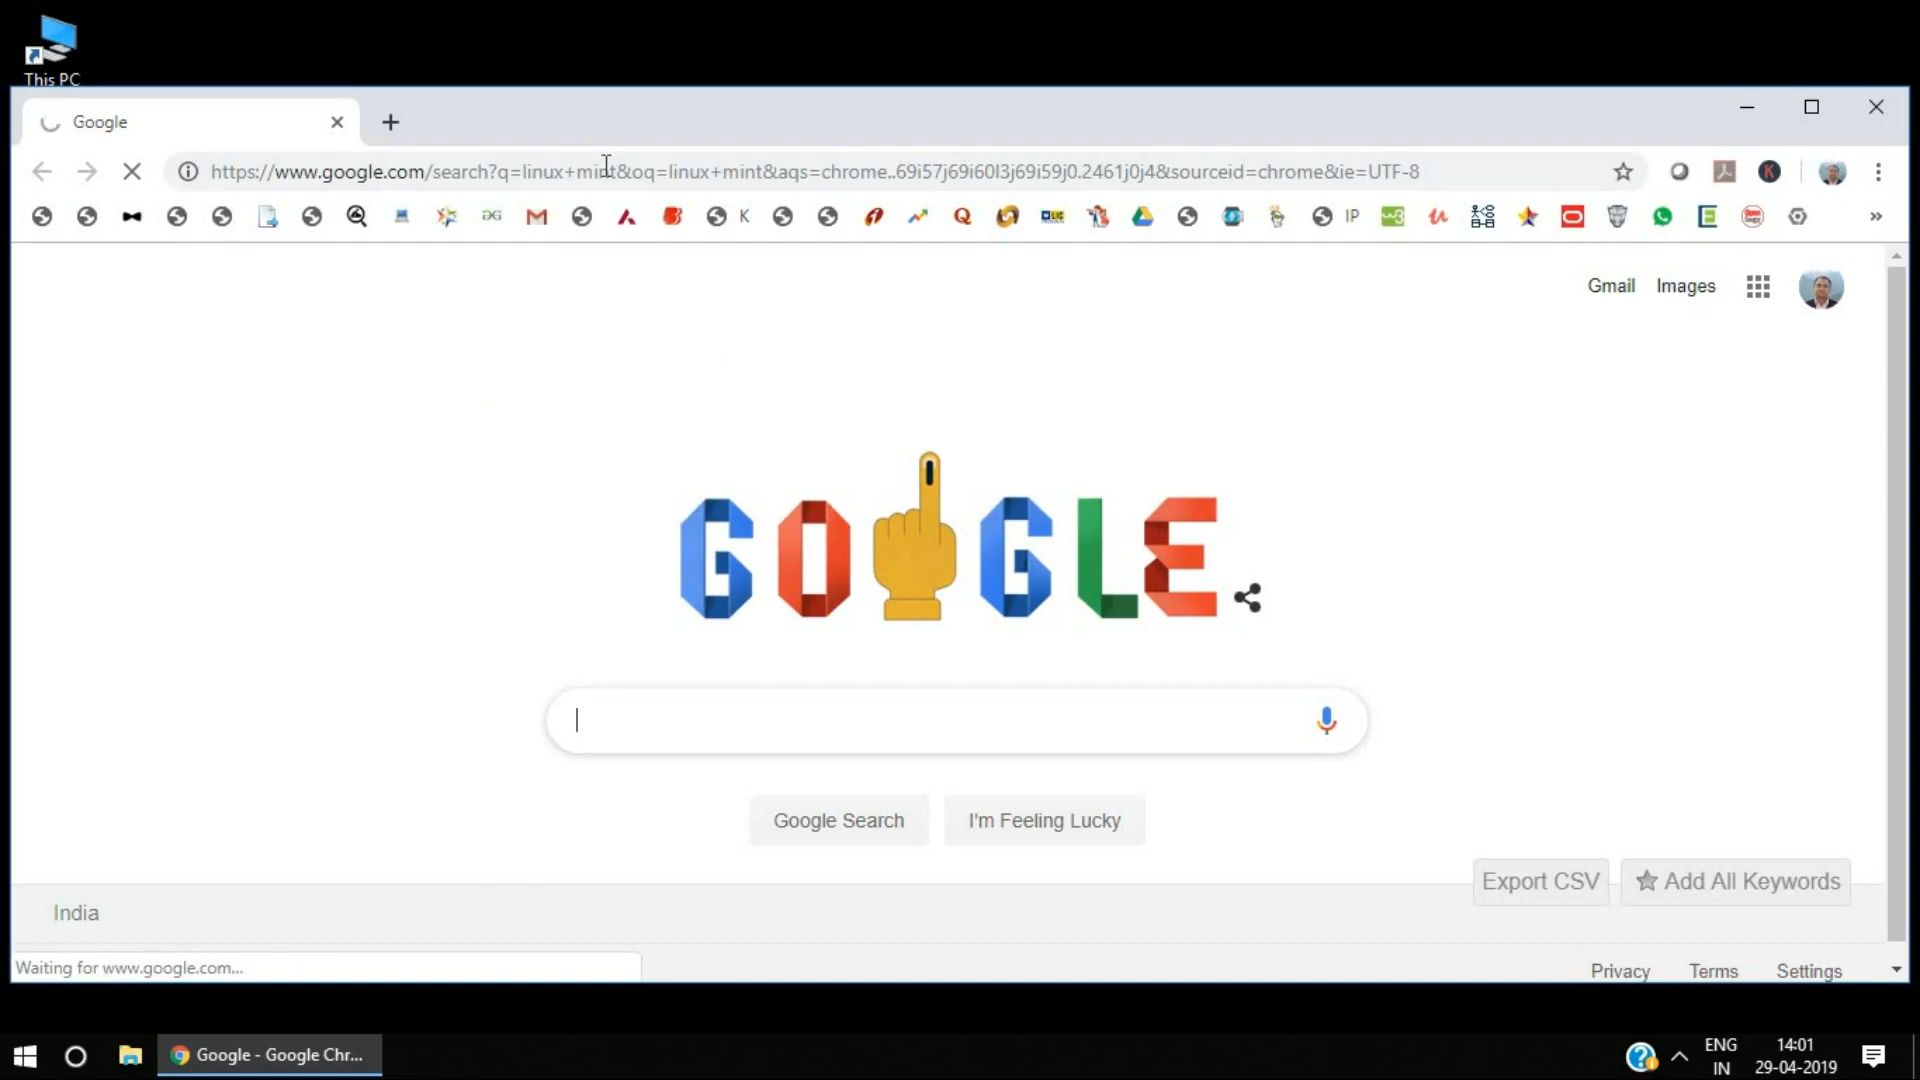 This PC
Google
https://www.google.com/search?q=linux+mint&oq=linux+mint&aqs=chrome..69i57j69i60l3j69i59j0.2461j0j4&sourceid=chrome&ie=UTF-8
K
IP
Gmail Images
GO GLE
Google Search I'm Feeling Lucky
Export CSV Add All Keywords
India
Waiting for www.google.com...
Privacy Terms Settings
Google - Google Chr...
ENG
IN
14:01
29-04-2019